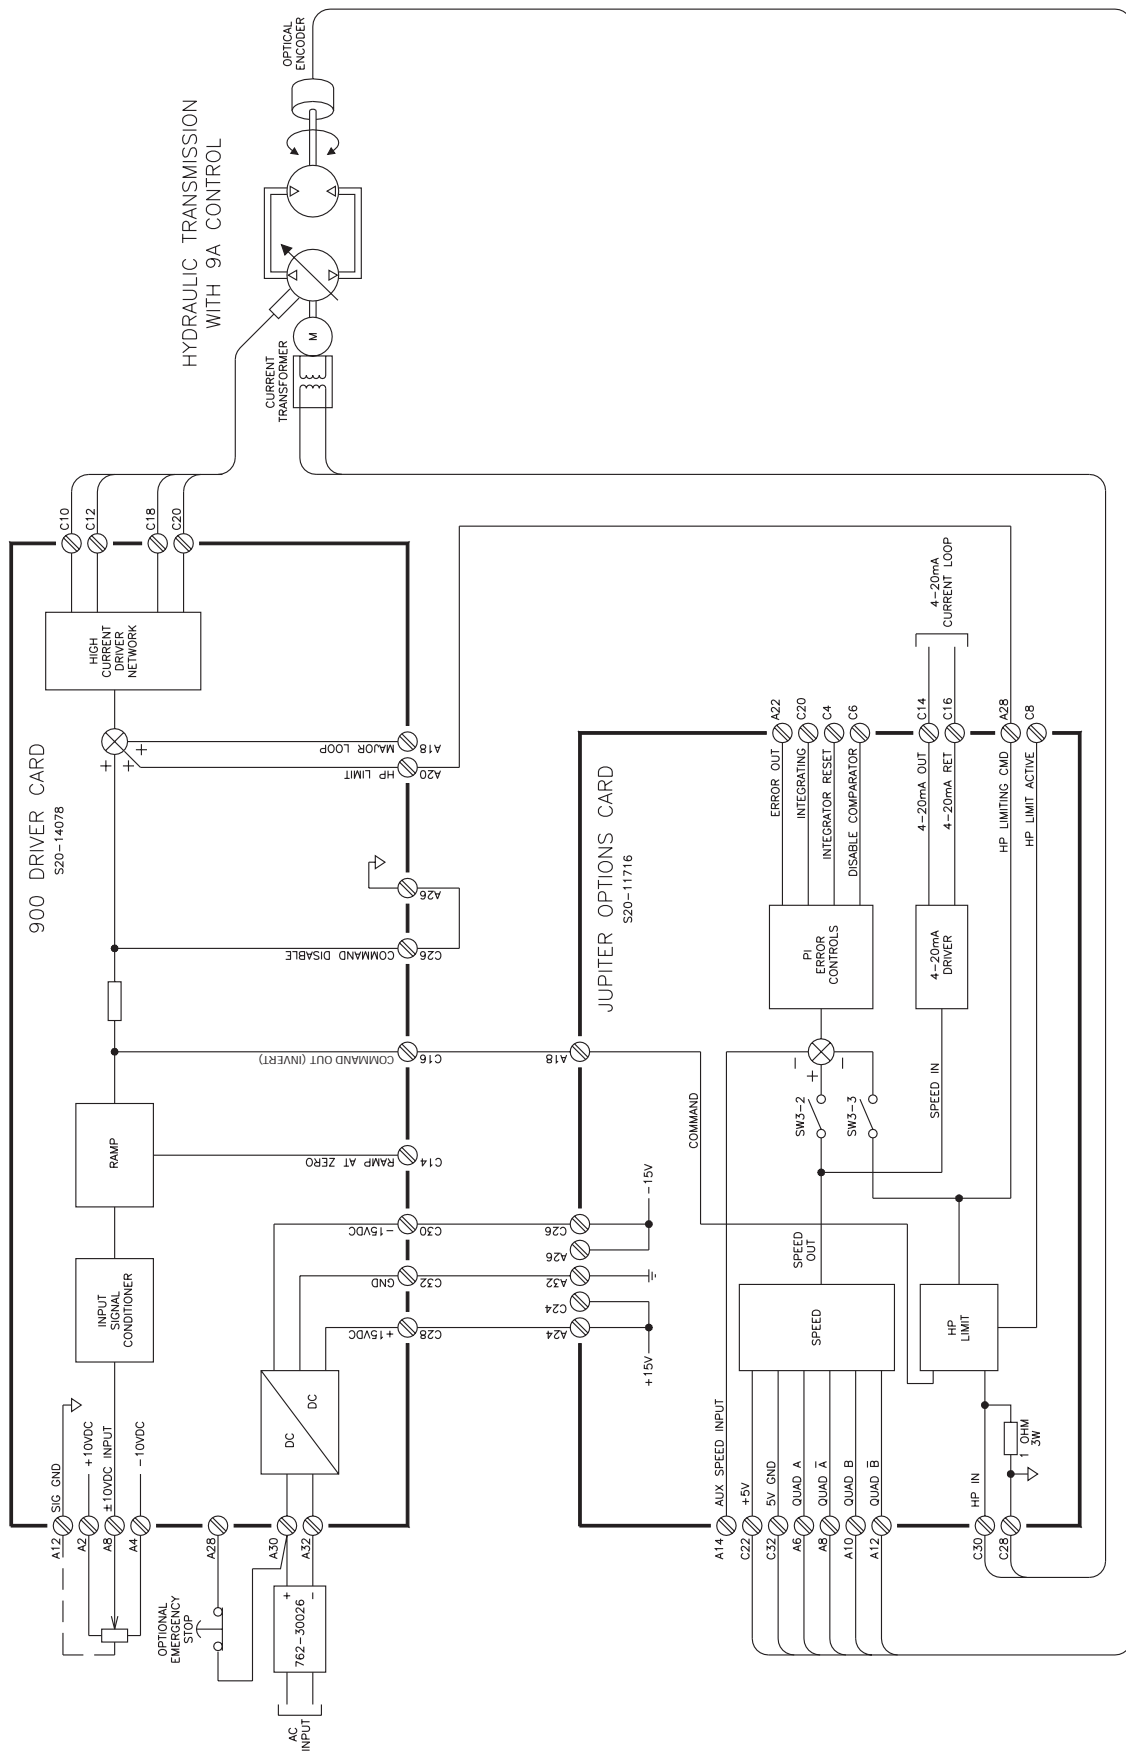 HYDRAULIC TRANSMISSION
WITH 9A CONTROL
OPTICAL
ENCODER
CURRENT
TRANSFORMER
M
900 DRIVER CARD
S20-14078
A12
SIG GND
A2
+10VDC
A8
±10VDC INPUT
A4
-10VDC
INPUT
SIGNAL
CONDITIONER
RAMP
HIGH
CURRENT
DRIVER
NETWORK
C10
C12
C18
C20
+
+
+
A28
A30
A32
OPTIONAL
EMERGENCY
STOP
762-30026
+
-
AC
INPUT
DC
DC
+15VDC
C28
GND
C32
-15VDC
C30
RAMP AT ZERO
C14
COMMAND OUT (INVERT)
C16
COMMAND DISABLE
C26
A26
HP LIMIT
A20
MAJOR LOOP
A18
JUPITER OPTIONS CARD
S20-11716
A24
C24
A32
A26
C26
A18
+15V
-15V
COMMAND
A14
AUX SPEED INPUT
C22
+5V
C32
5V GND
A6
QUAD A
A8
QUAD A̅
A10
QUAD B
A12
QUAD B̅
SPEED
SPEED
OUT
C30
HP IN
C28
1 OHM
3W
HP
LIMIT
SW3-2
SW3-3
-
+
-
SPEED IN
PI
ERROR
CONTROLS
4-20mA
DRIVER
ERROR OUT
A22
INTEGRATING
C20
INTEGRATOR RESET
C4
DISABLE COMPARATOR
C6
4-20mA OUT
C14
4-20mA RET
C16
HP LIMITING CMD
A28
HP LIMIT ACTIVE
C8
4-20mA
CURRENT LOOP